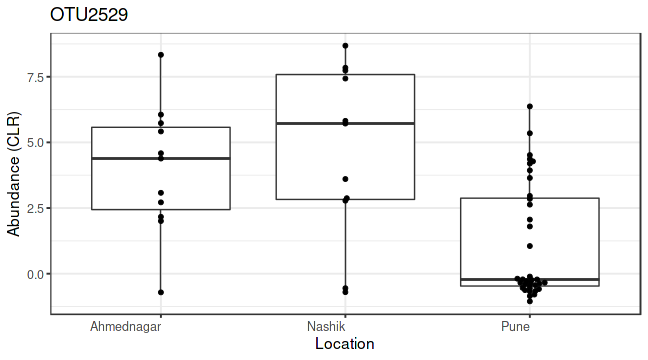 OTU2529
Abundance (CLR)
7.5
5.0
2.5
0.0
Ahmednagar Nashik Pune
Location